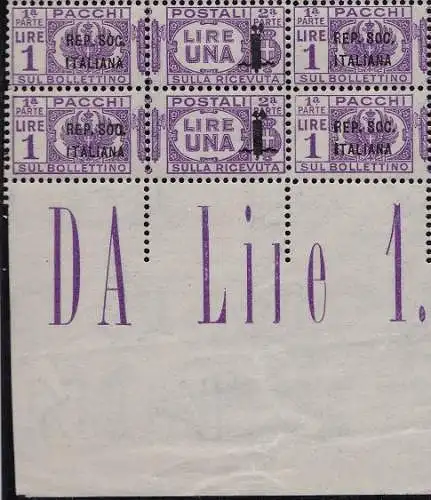 1ª PARTE PACCHI POSTALI 2ª PARTE 1ª PARTE PACCHI
LIRE 1 REP. SOC. ITALIANA LIRE UNA LIRE 1 REP. SOC. ITALIANA
SUL BOLLETTINO SULLA RICEVUTA SUL BOLLETTINO
1ª PARTE PACCHI POSTALI 2ª PARTE 1ª PARTE PACCHI
LIRE 1 REP. SOC. ITALIANA LIRE UNA LIRE 1 REP. SOC. ITALIANA
SUL BOLLETTINO SULLA RICEVUTA SUL BOLLETTINO
DA Lire 1.